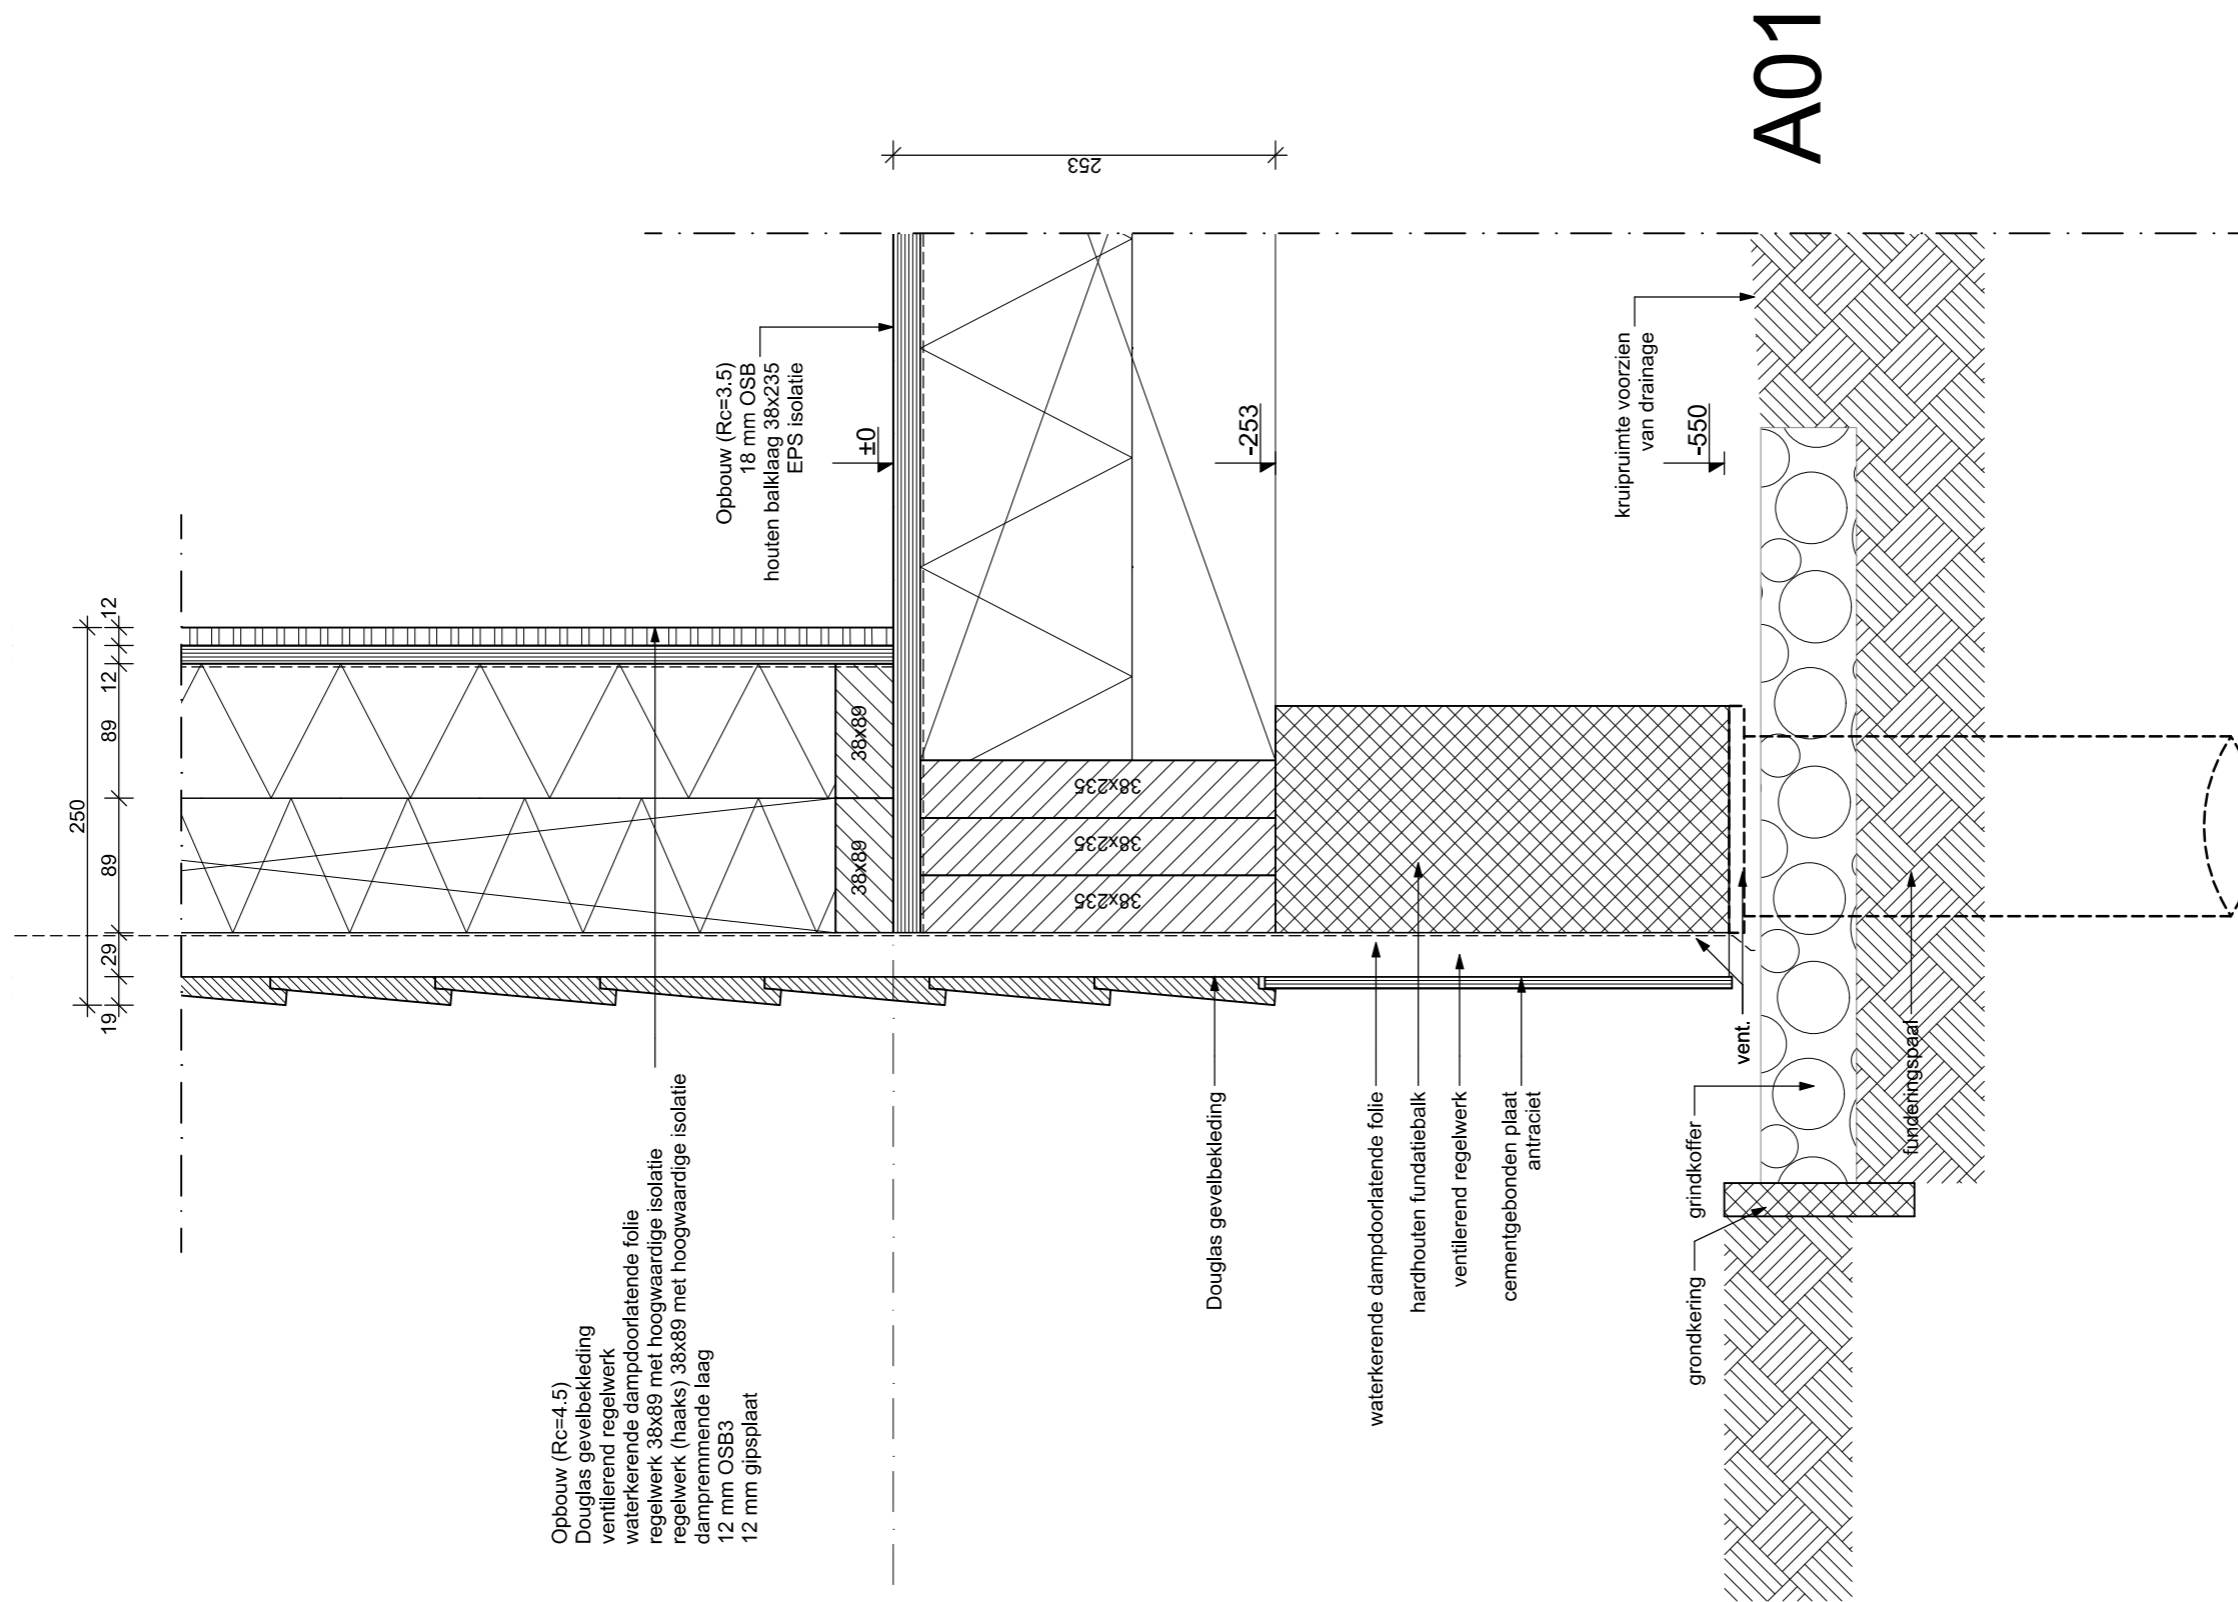 A01
250
19
29
89
89
12
12
253
Opbouw (Rc=3.5)
18 mm OSB
houten balklaag 38x235
EPS isolatie
±0
-253
-550
kruipruimte voorzien
van drainage
38x89
38x89
38x235
38x235
38x235
Opbouw (Rc=4.5)
Douglas gevelbekleding
ventilerend regelwerk
waterkerende dampdoorlatende folie
regelwerk 38x89 met hoogwaardige isolatie
regelwerk (haaks) 38x89 met hoogwaardige isolatie
dampremmende laag
12 mm OSB3
12 mm gipsplaat
Douglas gevelbekleding
waterkerende dampdoorlatende folie
hardhouten fundatiebalk
ventilerend regelwerk
cementgebonden plaat
antraciet
vent.
grindkoffer
grondkering
funderingspaal